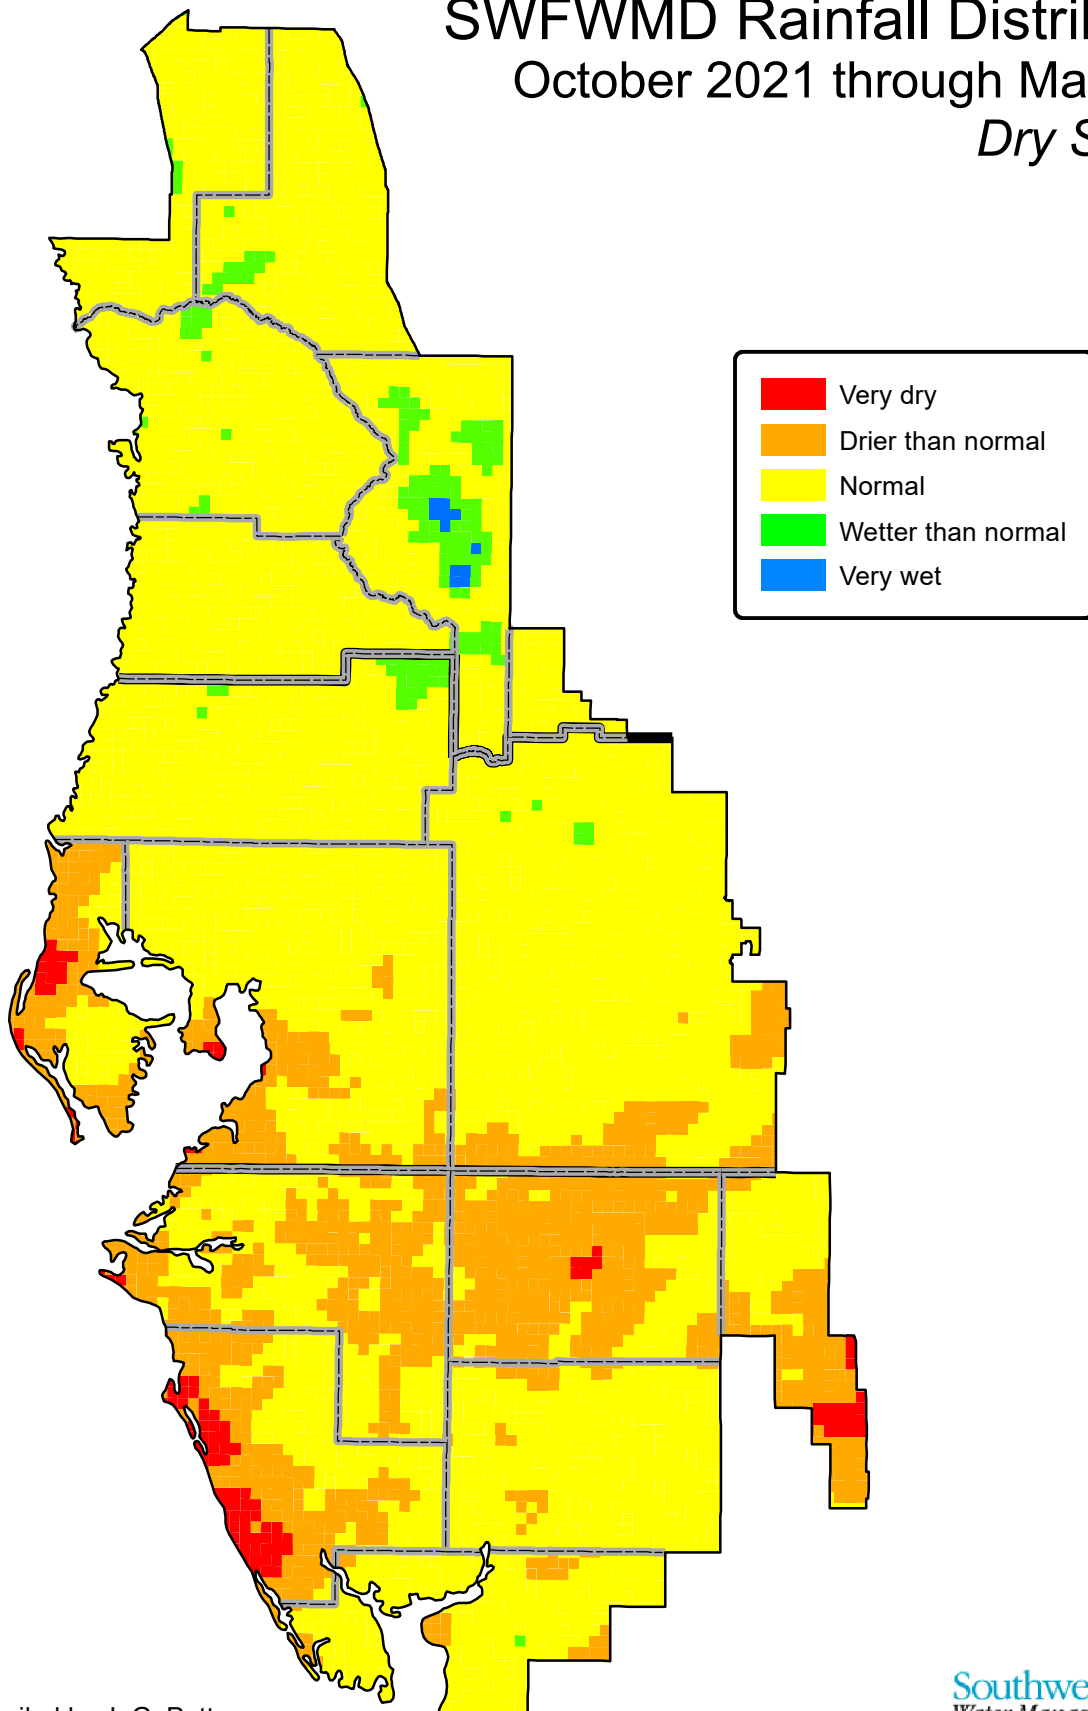 SWFWMD Rainfall Distri
October 2021 through Ma
Dry S
Very dry
Drier than normal
Normal
Wetter than normal
Very wet
Southwe